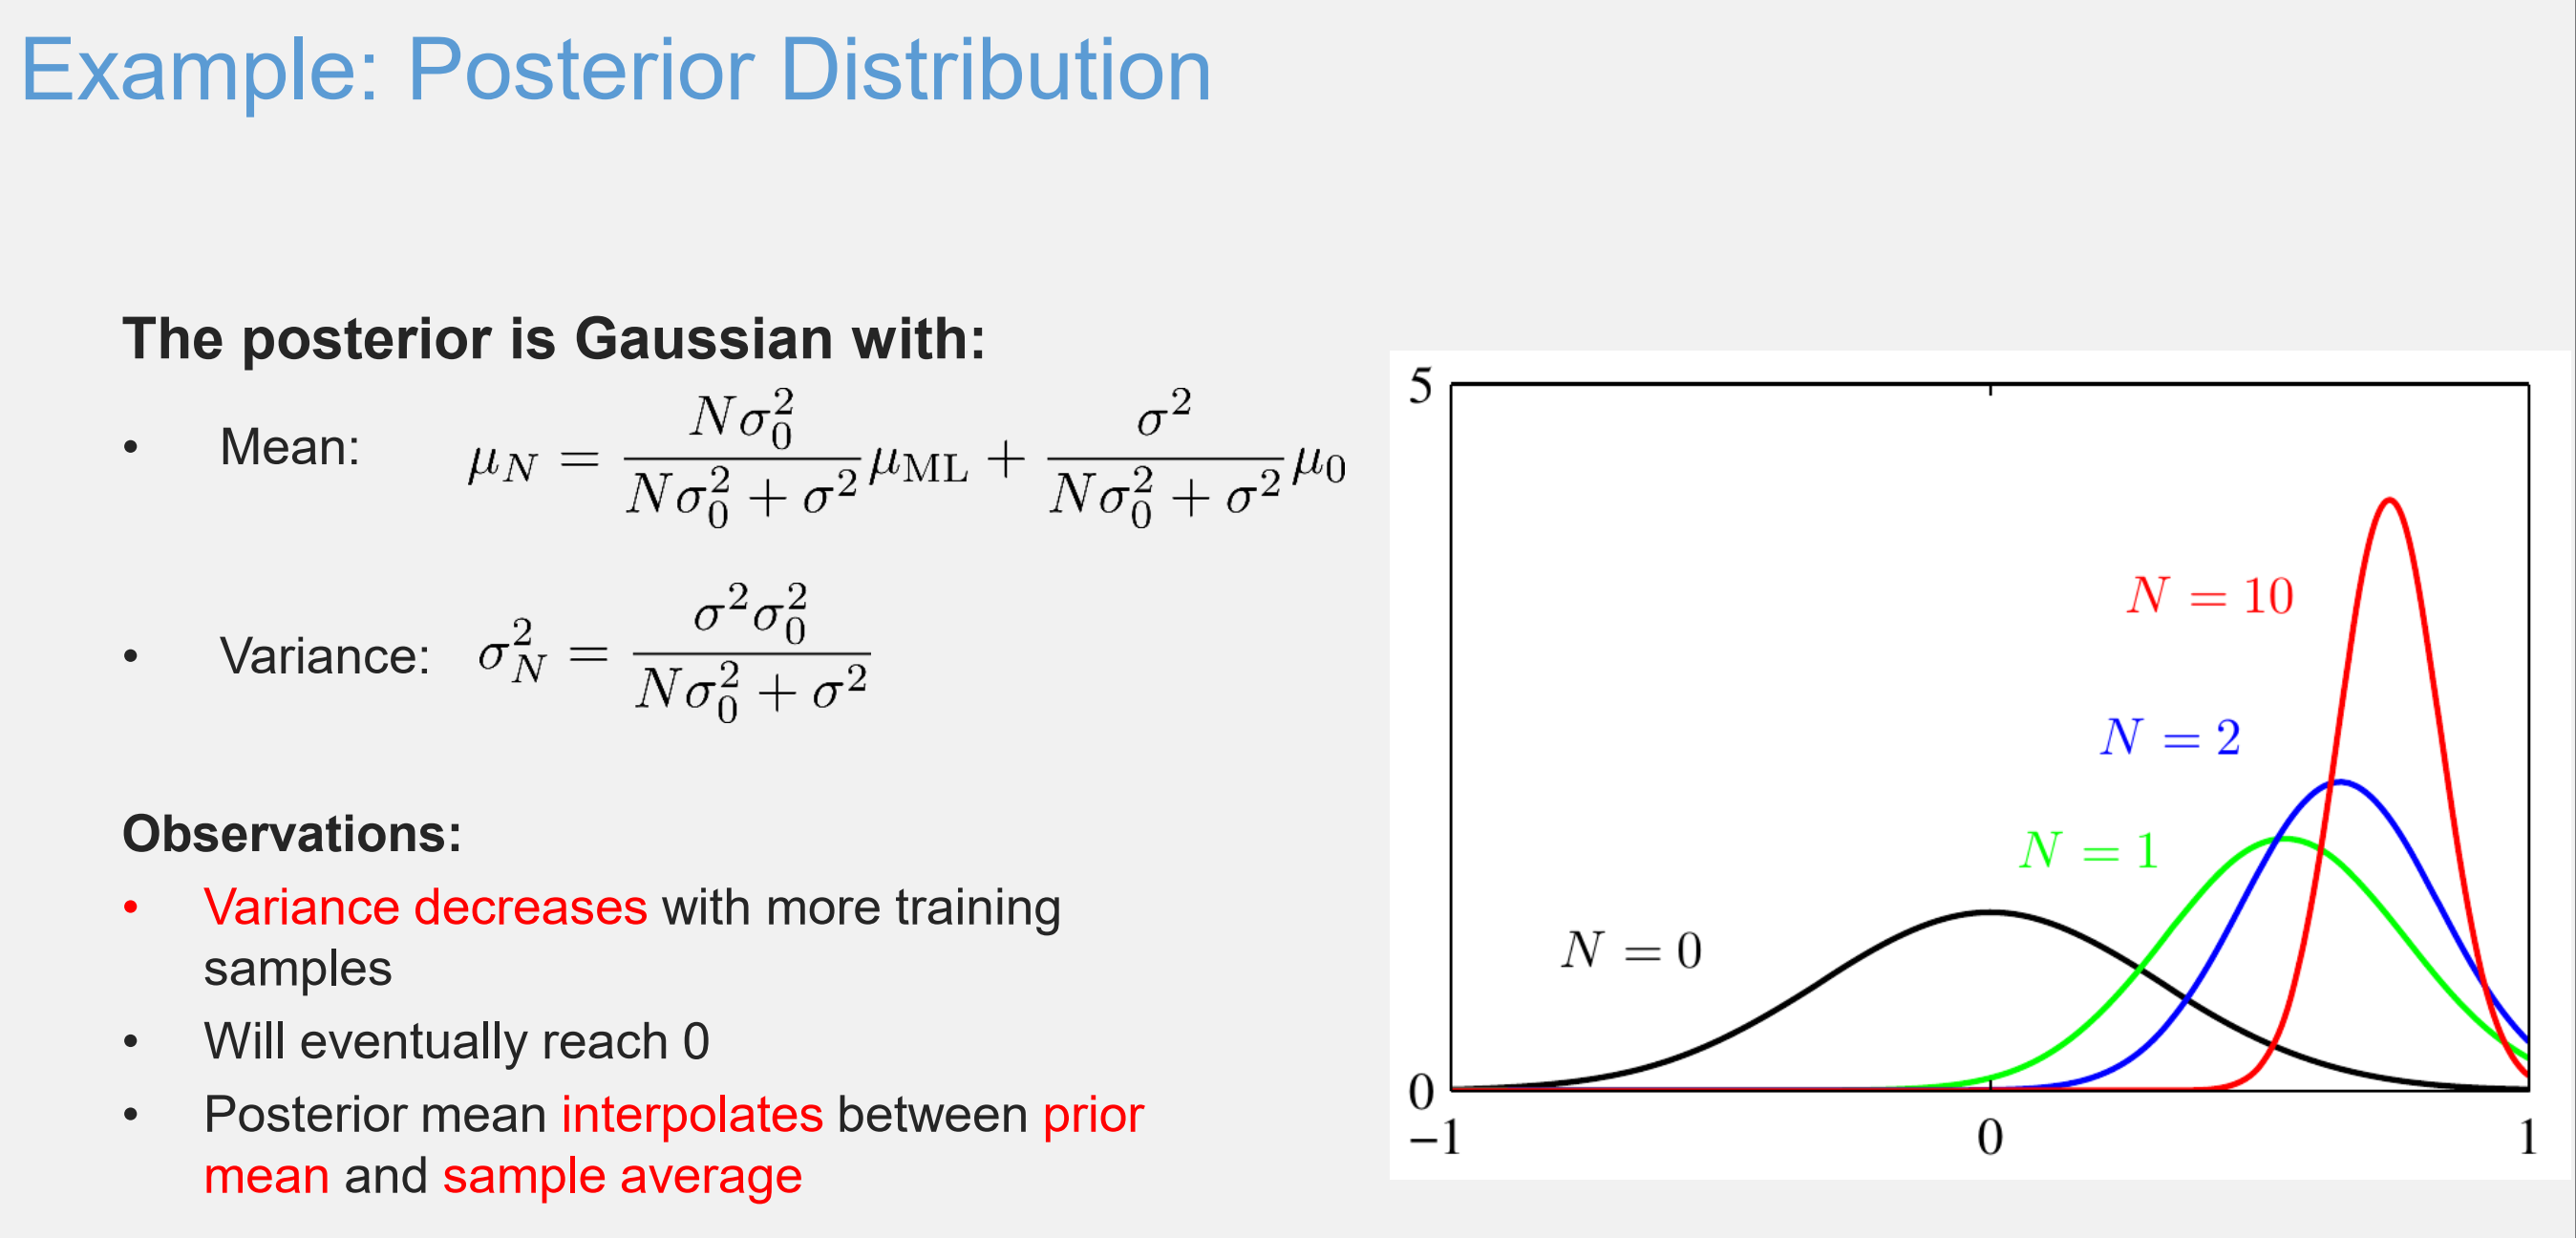 Example: Posterior Distribution
The posterior is Gaussian with:
• Mean: $\mu_N = \frac{N\sigma_0^2}{N\sigma_0^2 + \sigma^2}\mu_{\mathrm{ML}} + \frac{\sigma^2}{N\sigma_0^2 + \sigma^2}\mu_0$
• Variance: $\sigma_N^2 = \frac{\sigma^2\sigma_0^2}{N\sigma_0^2 + \sigma^2}$
Observations:
• Variance decreases with more training
samples
• Will eventually reach 0
• Posterior mean interpolates between prior
mean and sample average
5
N = 10
N = 2
N = 1
N = 0
0
−1 0 1